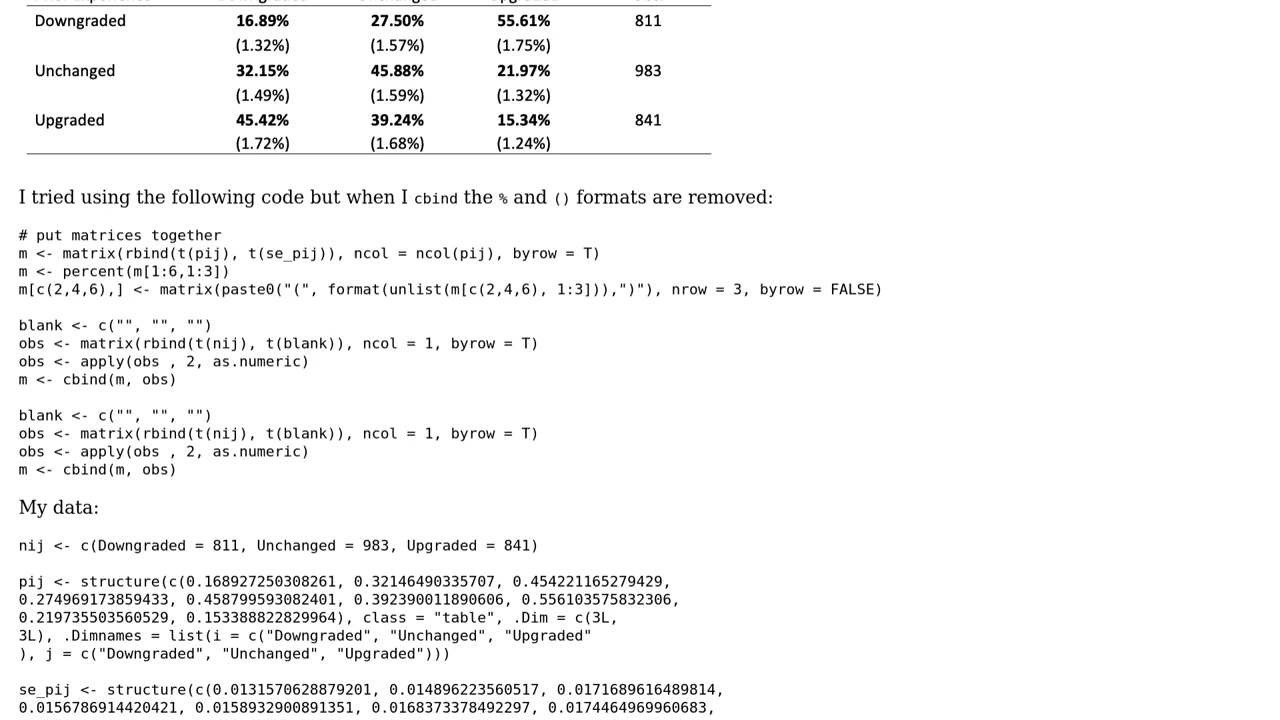 Downgraded 16.89% 27.50% 55.61% 811
(1.32%) (1.57%) (1.75%)
Unchanged 32.15% 45.88% 21.97% 983
(1.49%) (1.59%) (1.32%)
Upgraded 45.42% 39.24% 15.34% 841
(1.72%) (1.68%) (1.24%)
I tried using the following code but when I cbind the % and () formats are removed:
# put matrices together
m <- matrix(rbind(t(pij), t(se_pij)), ncol = ncol(pij), byrow = T)
m <- percent(m[1:6,1:3])
m[c(2,4,6),] <- matrix(paste0("(", format(unlist(m[c(2,4,6), 1:3])),")"), nrow = 3, byrow = FALSE)
blank <- c("", "", "")
obs <- matrix(rbind(t(nij), t(blank)), ncol = 1, byrow = T)
obs <- apply(obs , 2, as.numeric)
m <- cbind(m, obs)
blank <- c("", "", "")
obs <- matrix(rbind(t(nij), t(blank)), ncol = 1, byrow = T)
obs <- apply(obs , 2, as.numeric)
m <- cbind(m, obs)
My data:
nij <- c(Downgraded = 811, Unchanged = 983, Upgraded = 841)
pij <- structure(c(0.168927250308261, 0.32146490335707, 0.454221165279429,
0.274969173859433, 0.458799593082401, 0.392390011890606, 0.556103575832306,
0.219735503560529, 0.153388822829964), class = "table", .Dim = c(3L,
3L), .Dimnames = list(i = c("Downgraded", "Unchanged", "Upgraded"
), j = c("Downgraded", "Unchanged", "Upgraded")))
se_pij <- structure(c(0.0131570628879201, 0.014896223560517, 0.0171689616489814,
0.0156786914420421, 0.0158932900891351, 0.0168373378492297, 0.0174464969960683,